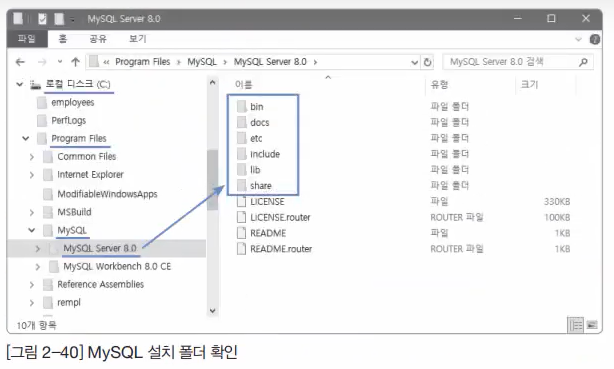 MySQL Server 8.0
파일 홈 공유 보기
« Program Files > MySQL > MySQL Server 8.0 >
MySQL Server 8.0 검색
로컬 디스크 (C:)
employees
PerfLogs
Program Files
Common Files
Internet Explorer
ModifiableWindowsApps
MSBuild
MySQL
MySQL Server 8.0
MySQL Workbench 8.0 CE
Reference Assemblies
rempl
이름 유형 크기
bin 파일 폴더
docs 파일 폴더
etc 파일 폴더
include 파일 폴더
lib 파일 폴더
share 파일 폴더
LICENSE 파일 330KB
LICENSE.router ROUTER 파일 100KB
README 파일 1KB
README.router ROUTER 파일 1KB
10개 항목
[그림 2-40] MySQL 설치 폴더 확인